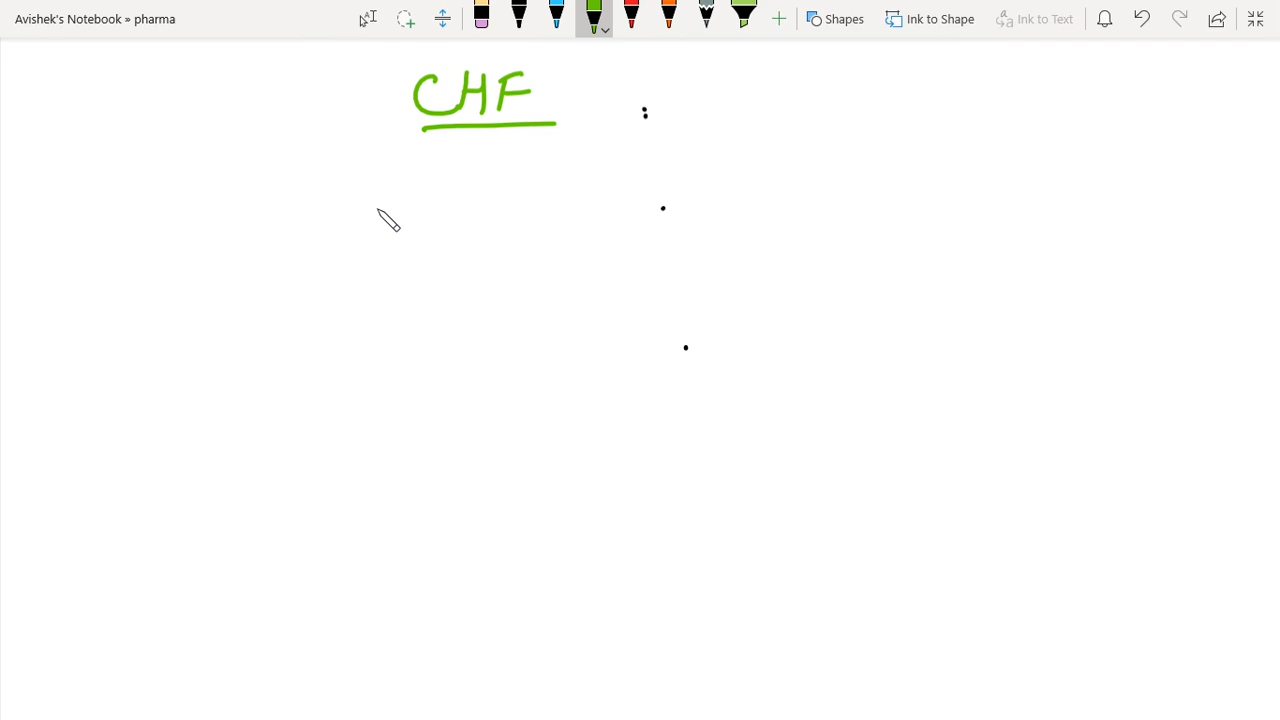 Avishek's Notebook » pharma
Shapes
Ink to Shape
Ink to Text
CHF